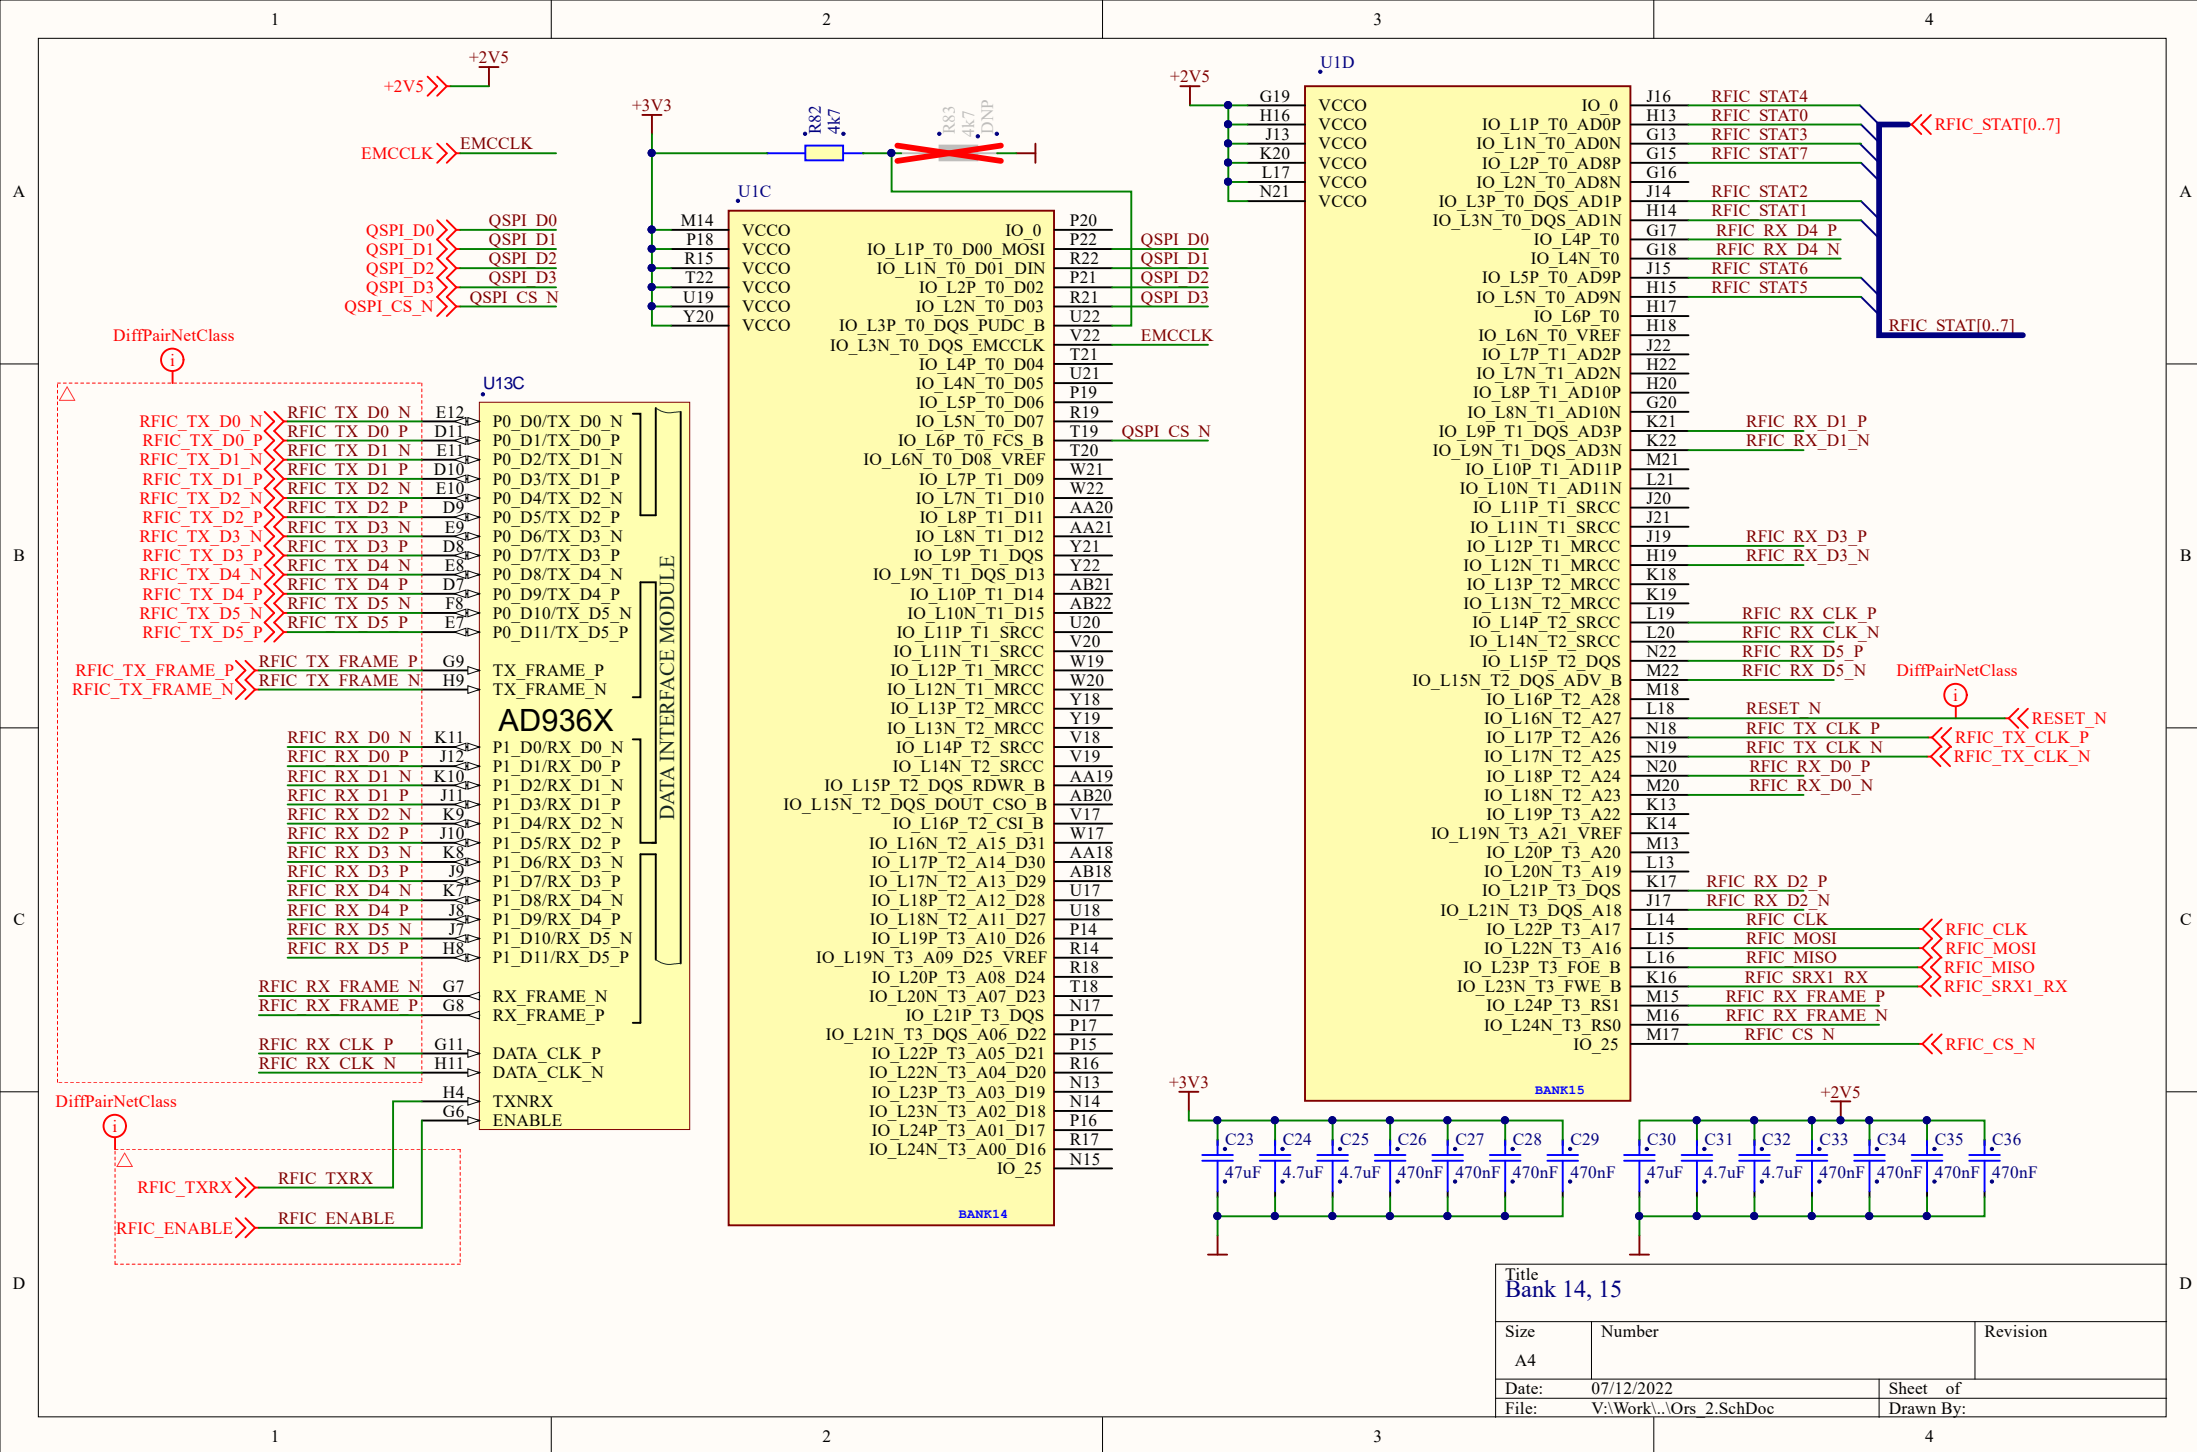 1
2
3
4
A
B
C
D
+2V5
+2V5
EMCCLK
EMCCLK
QSPI_D0
QSPI_D0
QSPI_D1
QSPI_D1
QSPI_D2
QSPI_D2
QSPI_D3
QSPI_D3
QSPI_CS_N
QSPI_CS_N
DiffPairNetClass
i
U13C
RFIC_TX_D0_N RFIC_TX_D0_N E12 P0_D0/TX_D0_N
RFIC_TX_D0_P RFIC_TX_D0_P D11 P0_D1/TX_D0_P
RFIC_TX_D1_N RFIC_TX_D1_N E11 P0_D2/TX_D1_N
RFIC_TX_D1_P RFIC_TX_D1_P D10 P0_D3/TX_D1_P
RFIC_TX_D2_N RFIC_TX_D2_N E10 P0_D4/TX_D2_N
RFIC_TX_D2_P RFIC_TX_D2_P D9 P0_D5/TX_D2_P
RFIC_TX_D3_N RFIC_TX_D3_N E9 P0_D6/TX_D3_N
RFIC_TX_D3_P RFIC_TX_D3_P D8 P0_D7/TX_D3_P
RFIC_TX_D4_N RFIC_TX_D4_N E8 P0_D8/TX_D4_N
RFIC_TX_D4_P RFIC_TX_D4_P D7 P0_D9/TX_D4_P
RFIC_TX_D5_N RFIC_TX_D5_N F8 P0_D10/TX_D5_N
RFIC_TX_D5_P RFIC_TX_D5_P E7 P0_D11/TX_D5_P
RFIC_TX_FRAME_P RFIC_TX_FRAME_P G9 TX_FRAME_P
RFIC_TX_FRAME_N RFIC_TX_FRAME_N H9 TX_FRAME_N
AD936X
DATA INTERFACE MODULE
RFIC_RX_D0_N K11 P1_D0/RX_D0_N
RFIC_RX_D0_P J12 P1_D1/RX_D0_P
RFIC_RX_D1_N K10 P1_D2/RX_D1_N
RFIC_RX_D1_P J11 P1_D3/RX_D1_P
RFIC_RX_D2_N K9 P1_D4/RX_D2_N
RFIC_RX_D2_P J10 P1_D5/RX_D2_P
RFIC_RX_D3_N K8 P1_D6/RX_D3_N
RFIC_RX_D3_P J9 P1_D7/RX_D3_P
RFIC_RX_D4_N K7 P1_D8/RX_D4_N
RFIC_RX_D4_P J8 P1_D9/RX_D4_P
RFIC_RX_D5_N J7 P1_D10/RX_D5_N
RFIC_RX_D5_P H8 P1_D11/RX_D5_P
RFIC_RX_FRAME_N G7 RX_FRAME_N
RFIC_RX_FRAME_P G8 RX_FRAME_P
RFIC_RX_CLK_P G11 DATA_CLK_P
RFIC_RX_CLK_N H11 DATA_CLK_N
H4 TXNRX
G6 ENABLE
DiffPairNetClass
i
RFIC_TXRX RFIC_TXRX
RFIC_ENABLE RFIC_ENABLE
+3V3
R82
4k7
R83
4k7
DNP
U1C
M14 VCCO
P18 VCCO
R15 VCCO
T22 VCCO
U19 VCCO
Y20 VCCO
IO_0 P20
IO_L1P_T0_D00_MOSI P22 QSPI_D0
IO_L1N_T0_D01_DIN R22 QSPI_D1
IO_L2P_T0_D02 P21 QSPI_D2
IO_L2N_T0_D03 R21 QSPI_D3
IO_L3P_T0_DQS_PUDC_B U22
IO_L3N_T0_DQS_EMCCLK V22 EMCCLK
IO_L4P_T0_D04 T21
IO_L4N_T0_D05 U21
IO_L5P_T0_D06 P19
IO_L5N_T0_D07 R19
IO_L6P_T0_FCS_B T19 QSPI_CS_N
IO_L6N_T0_D08_VREF T20
IO_L7P_T1_D09 W21
IO_L7N_T1_D10 W22
IO_L8P_T1_D11 AA20
IO_L8N_T1_D12 AA21
IO_L9P_T1_DQS Y21
IO_L9N_T1_DQS_D13 Y22
IO_L10P_T1_D14 AB21
IO_L10N_T1_D15 AB22
IO_L11P_T1_SRCC U20
IO_L11N_T1_SRCC V20
IO_L12P_T1_MRCC W19
IO_L12N_T1_MRCC W20
IO_L13P_T2_MRCC Y18
IO_L13N_T2_MRCC Y19
IO_L14P_T2_SRCC V18
IO_L14N_T2_SRCC V19
IO_L15P_T2_DQS_RDWR_B AA19
IO_L15N_T2_DQS_DOUT_CSO_B AB20
IO_L16P_T2_CSI_B V17
IO_L16N_T2_A15_D31 W17
IO_L17P_T2_A14_D30 AA18
IO_L17N_T2_A13_D29 AB18
IO_L18P_T2_A12_D28 U17
IO_L18N_T2_A11_D27 U18
IO_L19P_T3_A10_D26 P14
IO_L19N_T3_A09_D25_VREF R14
IO_L20P_T3_A08_D24 R18
IO_L20N_T3_A07_D23 T18
IO_L21P_T3_DQS N17
IO_L21N_T3_DQS_A06_D22 P17
IO_L22P_T3_A05_D21 P15
IO_L22N_T3_A04_D20 R16
IO_L23P_T3_A03_D19 N13
IO_L23N_T3_A02_D18 N14
IO_L24P_T3_A01_D17 P16
IO_L24N_T3_A00_D16 R17
IO_25 N15
BANK14
+2V5
U1D
G19 VCCO
H16 VCCO
J13 VCCO
K20 VCCO
L17 VCCO
N21 VCCO
IO_0 J16 RFIC_STAT4
IO_L1P_T0_AD0P H13 RFIC_STAT0
IO_L1N_T0_AD0N G13 RFIC_STAT3
IO_L2P_T0_AD8P G15 RFIC_STAT7
IO_L2N_T0_AD8N G16
IO_L3P_T0_DQS_AD1P J14 RFIC_STAT2
IO_L3N_T0_DQS_AD1N H14 RFIC_STAT1
IO_L4P_T0 G17 RFIC_RX_D4_P
IO_L4N_T0 G18 RFIC_RX_D4_N
IO_L5P_T0_AD9P J15 RFIC_STAT6
IO_L5N_T0_AD9N H15 RFIC_STAT5
IO_L6P_T0 H17
IO_L6N_T0_VREF H18
IO_L7P_T1_AD2P J22
IO_L7N_T1_AD2N H22
IO_L8P_T1_AD10P H20
IO_L8N_T1_AD10N G20
IO_L9P_T1_DQS_AD3P K21 RFIC_RX_D1_P
IO_L9N_T1_DQS_AD3N K22 RFIC_RX_D1_N
IO_L10P_T1_AD11P M21
IO_L10N_T1_AD11N L21
IO_L11P_T1_SRCC J20
IO_L11N_T1_SRCC J21
IO_L12P_T1_MRCC J19 RFIC_RX_D3_P
IO_L12N_T1_MRCC H19 RFIC_RX_D3_N
IO_L13P_T2_MRCC K18
IO_L13N_T2_MRCC K19
IO_L14P_T2_SRCC L19 RFIC_RX_CLK_P
IO_L14N_T2_SRCC L20 RFIC_RX_CLK_N
IO_L15P_T2_DQS N22 RFIC_RX_D5_P
IO_L15N_T2_DQS_ADV_B M22 RFIC_RX_D5_N
IO_L16P_T2_A28 M18
IO_L16N_T2_A27 L18 RESET_N RESET_N
IO_L17P_T2_A26 N18 RFIC_TX_CLK_P RFIC_TX_CLK_P
IO_L17N_T2_A25 N19 RFIC_TX_CLK_N RFIC_TX_CLK_N
IO_L18P_T2_A24 N20 RFIC_RX_D0_P
IO_L18N_T2_A23 M20 RFIC_RX_D0_N
IO_L19P_T3_A22 K13
IO_L19N_T3_A21_VREF K14
IO_L20P_T3_A20 M13
IO_L20N_T3_A19 L13
IO_L21P_T3_DQS K17 RFIC_RX_D2_P
IO_L21N_T3_DQS_A18 J17 RFIC_RX_D2_N
IO_L22P_T3_A17 L14 RFIC_CLK RFIC_CLK
IO_L22N_T3_A16 L15 RFIC_MOSI RFIC_MOSI
IO_L23P_T3_FOE_B L16 RFIC_MISO RFIC_MISO
IO_L23N_T3_FWE_B K16 RFIC_SRX1_RX RFIC_SRX1_RX
IO_L24P_T3_RS1 M15 RFIC_RX_FRAME_P
IO_L24N_T3_RS0 M16 RFIC_RX_FRAME_N
IO_25 M17 RFIC_CS_N RFIC_CS_N
BANK15
RFIC_STAT[0..7]
RFIC_STAT[0..7]
DiffPairNetClass
i
+3V3
C23 C24 C25 C26 C27 C28 C29
47uF 4.7uF 4.7uF 470nF 470nF 470nF 470nF
+2V5
C30 C31 C32 C33 C34 C35 C36
47uF 4.7uF 4.7uF 470nF 470nF 470nF 470nF
Title
Bank 14, 15
Size Number Revision
A4
Date: 07/12/2022 Sheet of
File: V:\Work\..\Ors_2.SchDoc Drawn By:
A
B
C
D
1
2
3
4